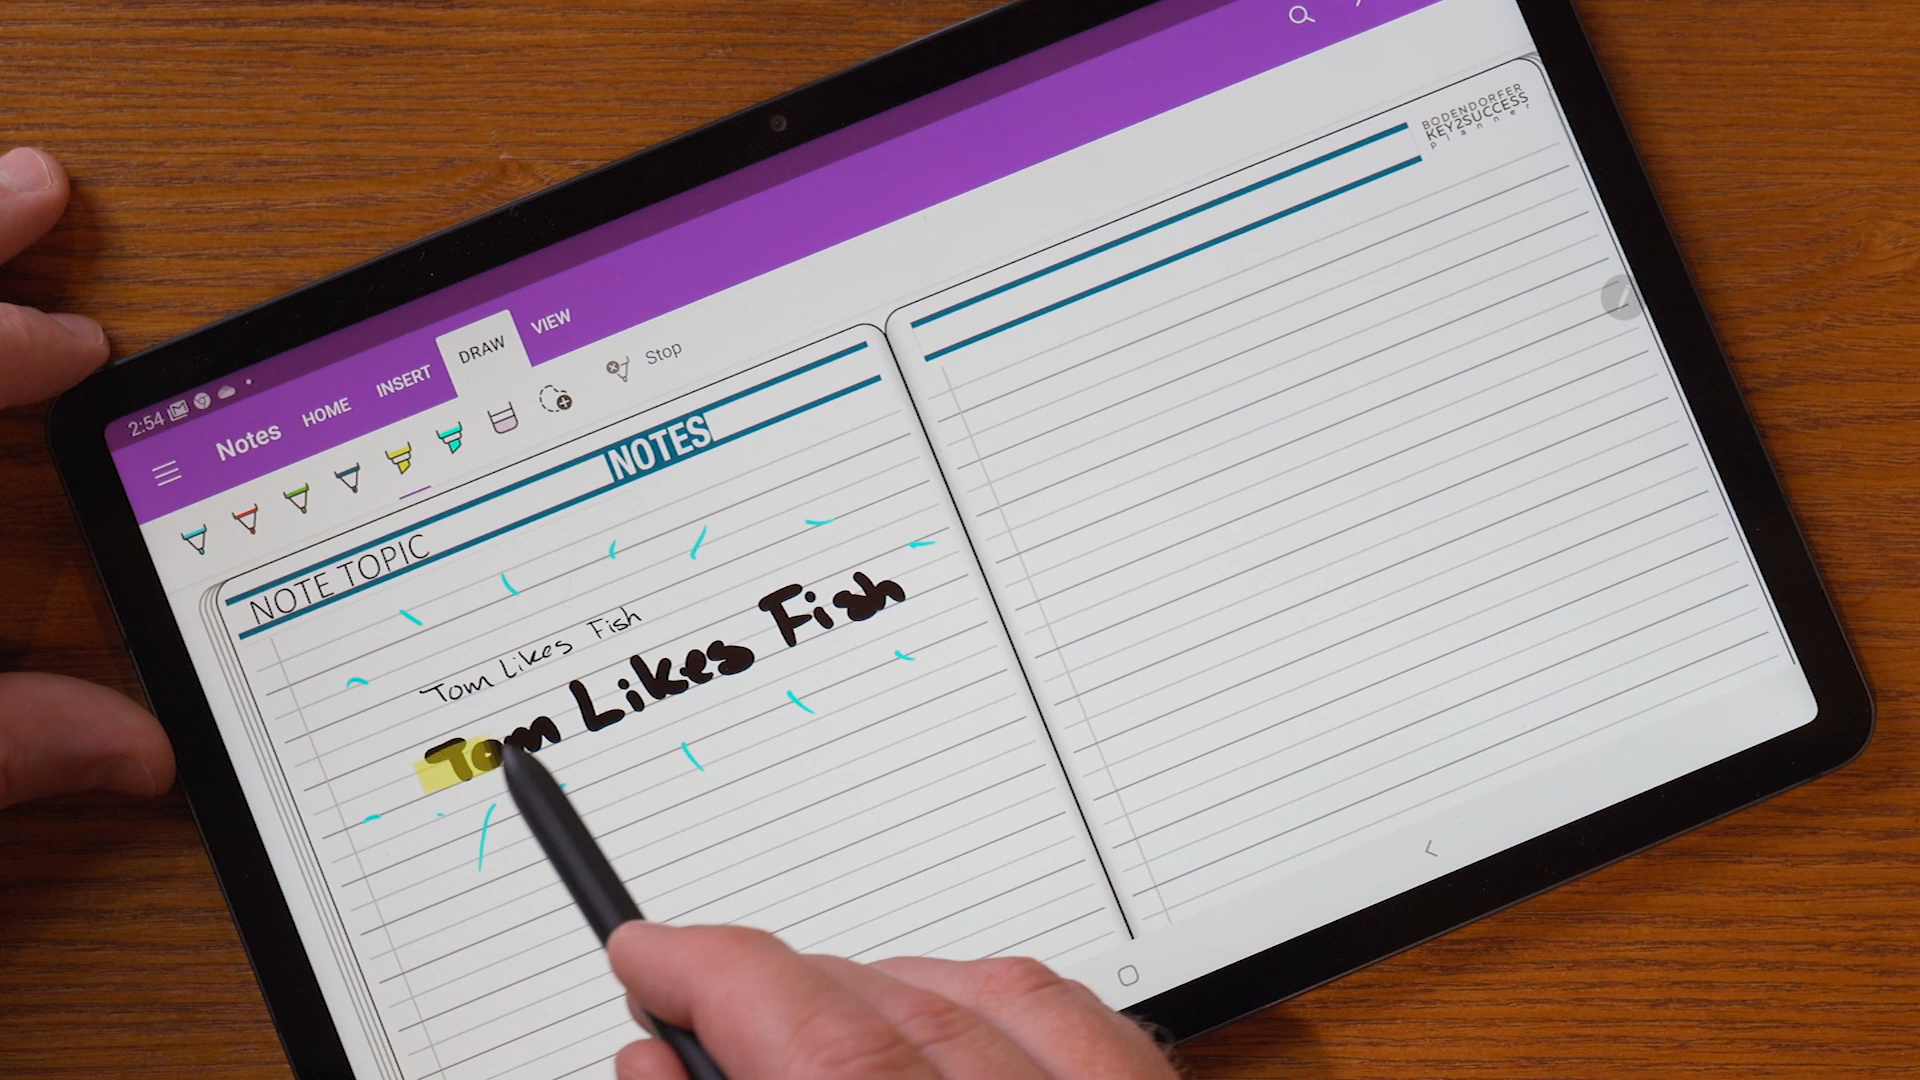 2:54
Notes HOME INSERT DRAW VIEW
Stop
NOTES
NOTE TOPIC
Tom Likes Fish
Tom Likes Fish
BODENDORFER
KEY2SUCCESS
planner